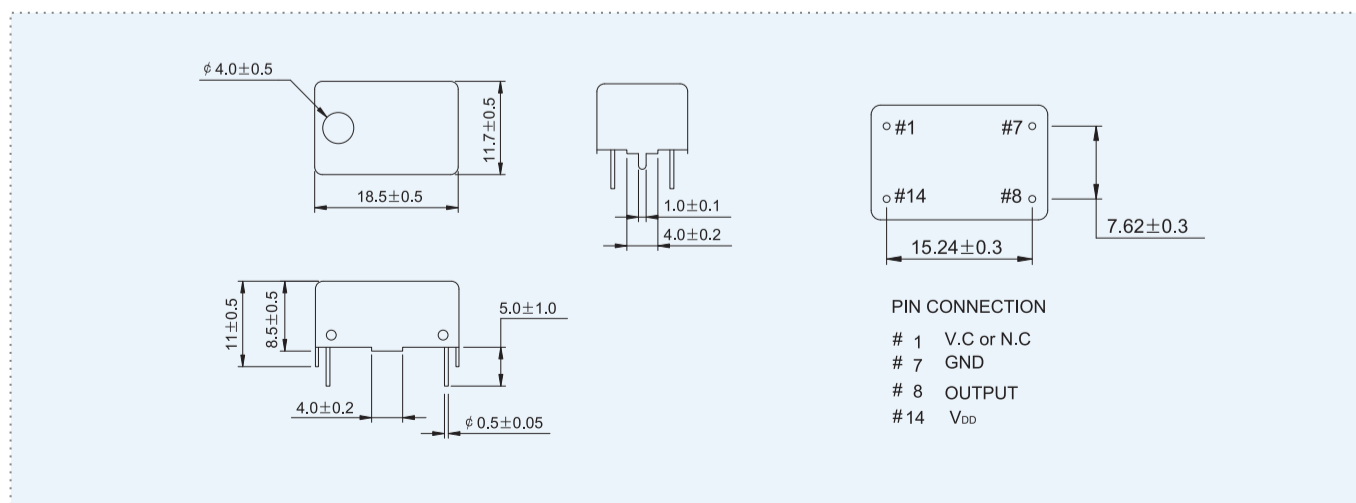 ϕ 4.0±0.5
11.7±0.5
18.5±0.5
1.0±0.1
4.0±0.2
#1
#7
#14
#8
7.62±0.3
15.24±0.3
11±0.5
8.5±0.5
5.0±1.0
4.0±0.2
ϕ 0.5±0.05
PIN CONNECTION
# 1 V.C or N.C
# 7 GND
# 8 OUTPUT
#14 VDD